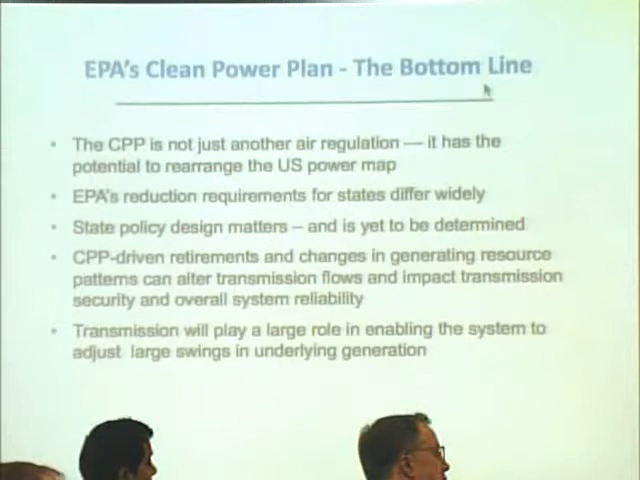 EPA's Clean Power Plan - The Bottom Line
• The CPP is not just another air regulation — it has the
potential to rearrange the US power map
• EPA's reduction requirements for states differ widely
• State policy design matters – and is yet to be determined
• CPP-driven retirements and changes in generating resource
patterns can alter transmission flows and impact transmission
security and overall system reliability
• Transmission will play a large role in enabling the system to
adjust large swings in underlying generation